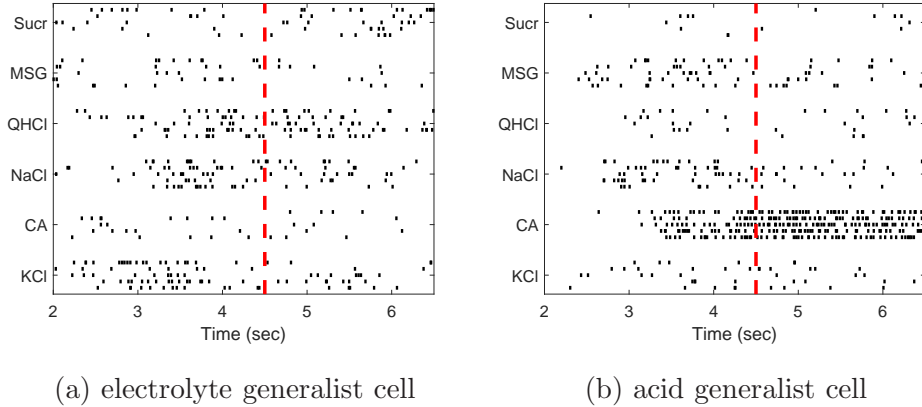 Sucr
MSG
QHCl
NaCl
CA
KCl
2 3 4 5 6
Time (sec)
(a) electrolyte generalist cell
Sucr
MSG
QHCl
NaCl
CA
KCl
2 3 4 5 6
Time (sec)
(b) acid generalist cell